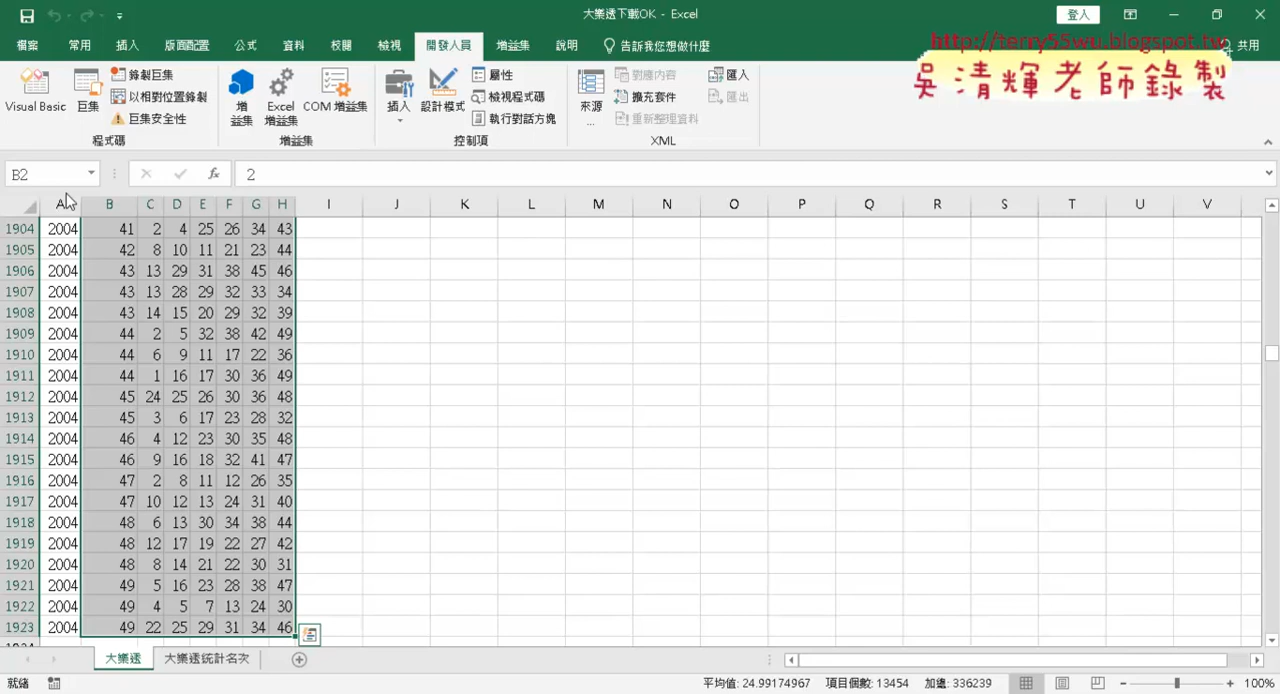 大樂透下載OK - Excel
登入
檔案 常用 插入 版面配置 公式 資料 校閱 檢視 開發人員 增益集 說明 告訴我您想做什麼 共用
http://terry55wu.blogspot.tw
吳清輝老師錄製
Visual Basic 巨集 錄製巨集 以相對位置錄製 巨集安全性
增益集 Excel 增益集 COM 增益集
插入 設計模式 屬性 檢視程式碼 執行對話方塊
來源 ... 對應內容 擴充套件 重新整理資料 匯入 匯出
程式碼 增益集 控制項 XML
B2 fx 2
A B C D E F G H I J K L M N O P Q R S T U V
1904 2004 41 2 4 25 26 34 43
1905 2004 42 8 10 11 21 23 44
1906 2004 43 13 29 31 38 45 46
1907 2004 43 13 28 29 32 33 34
1908 2004 43 14 15 20 29 32 39
1909 2004 44 2 5 32 38 42 49
1910 2004 44 6 9 11 17 22 36
1911 2004 44 1 16 17 30 36 49
1912 2004 45 24 25 26 30 36 48
1913 2004 45 3 6 17 23 28 32
1914 2004 46 4 12 23 30 35 48
1915 2004 46 9 16 18 32 41 47
1916 2004 47 2 8 11 12 26 35
1917 2004 47 10 12 13 24 31 40
1918 2004 48 6 13 30 34 38 44
1919 2004 48 12 17 19 22 27 42
1920 2004 48 8 14 21 22 30 31
1921 2004 49 5 16 23 28 38 47
1922 2004 49 4 5 7 13 24 30
1923 2004 49 22 25 29 31 34 46
大樂透 大樂透統計名次
就緒 平均值: 24.99174967 項目個數: 13454 加總: 336239 100%